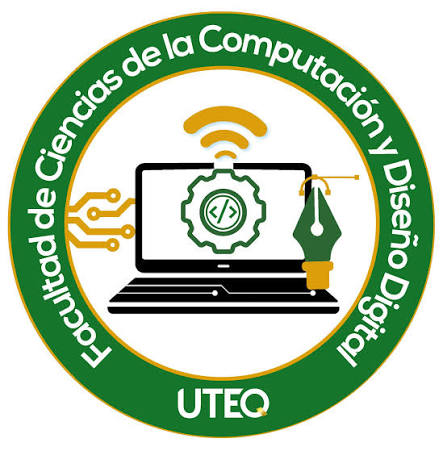 Facultad de Ciencias de la Computación y Diseño Digital
</>
UTEQ